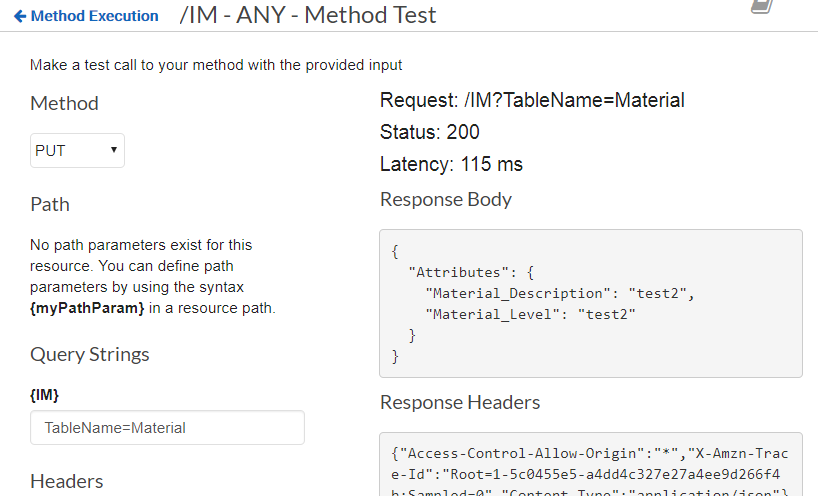 ← Method Execution /IM - ANY - Method Test
Make a test call to your method with the provided input
Method
PUT
Path
No path parameters exist for this
resource. You can define path
parameters by using the syntax
{myPathParam} in a resource path.
Query Strings
{IM}
TableName=Material
Headers
Request: /IM?TableName=Material
Status: 200
Latency: 115 ms
Response Body
{
"Attributes": {
"Material_Description": "test2",
"Material_Level": "test2"
}
}
Response Headers
{"Access-Control-Allow-Origin":"*","X-Amzn-Trac
e-Id":"Root=1-5c0455e5-a4dd4c327e27a4ee9d266f4
b;Sampled=0","Content-Type":"application/json"}